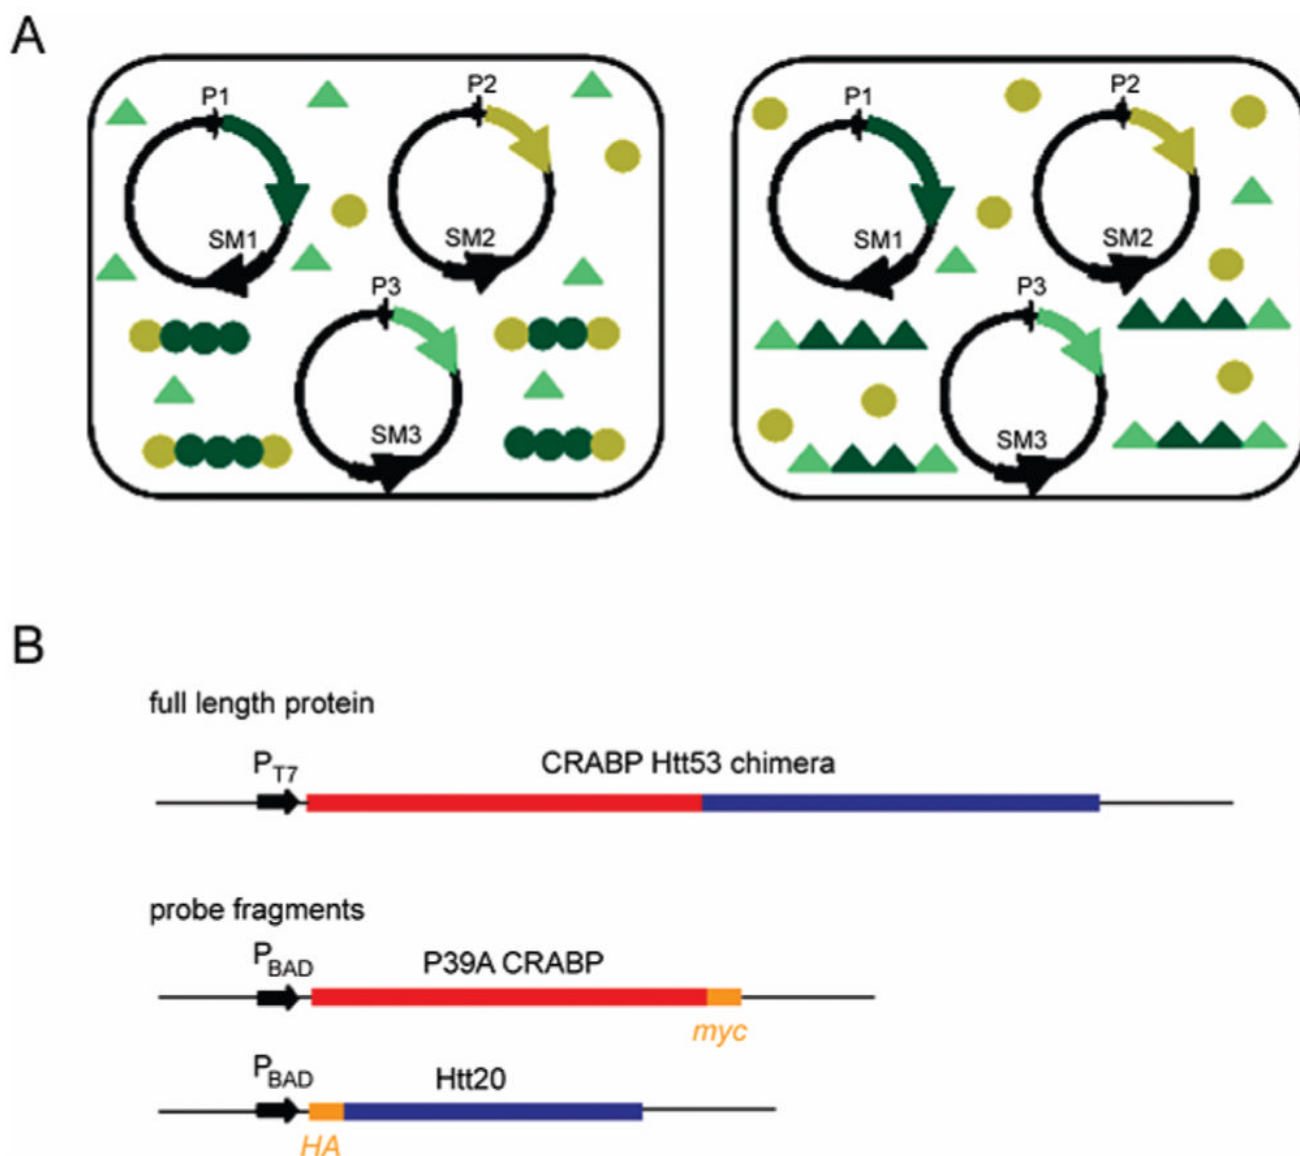 A
P1
P2
SM1
SM2
P3
SM3
P1
P2
SM1
SM2
P3
SM3
B
full length protein
PT7
CRABP Htt53 chimera
probe fragments
PBAD
P39A CRABP
myc
PBAD
Htt20
HA